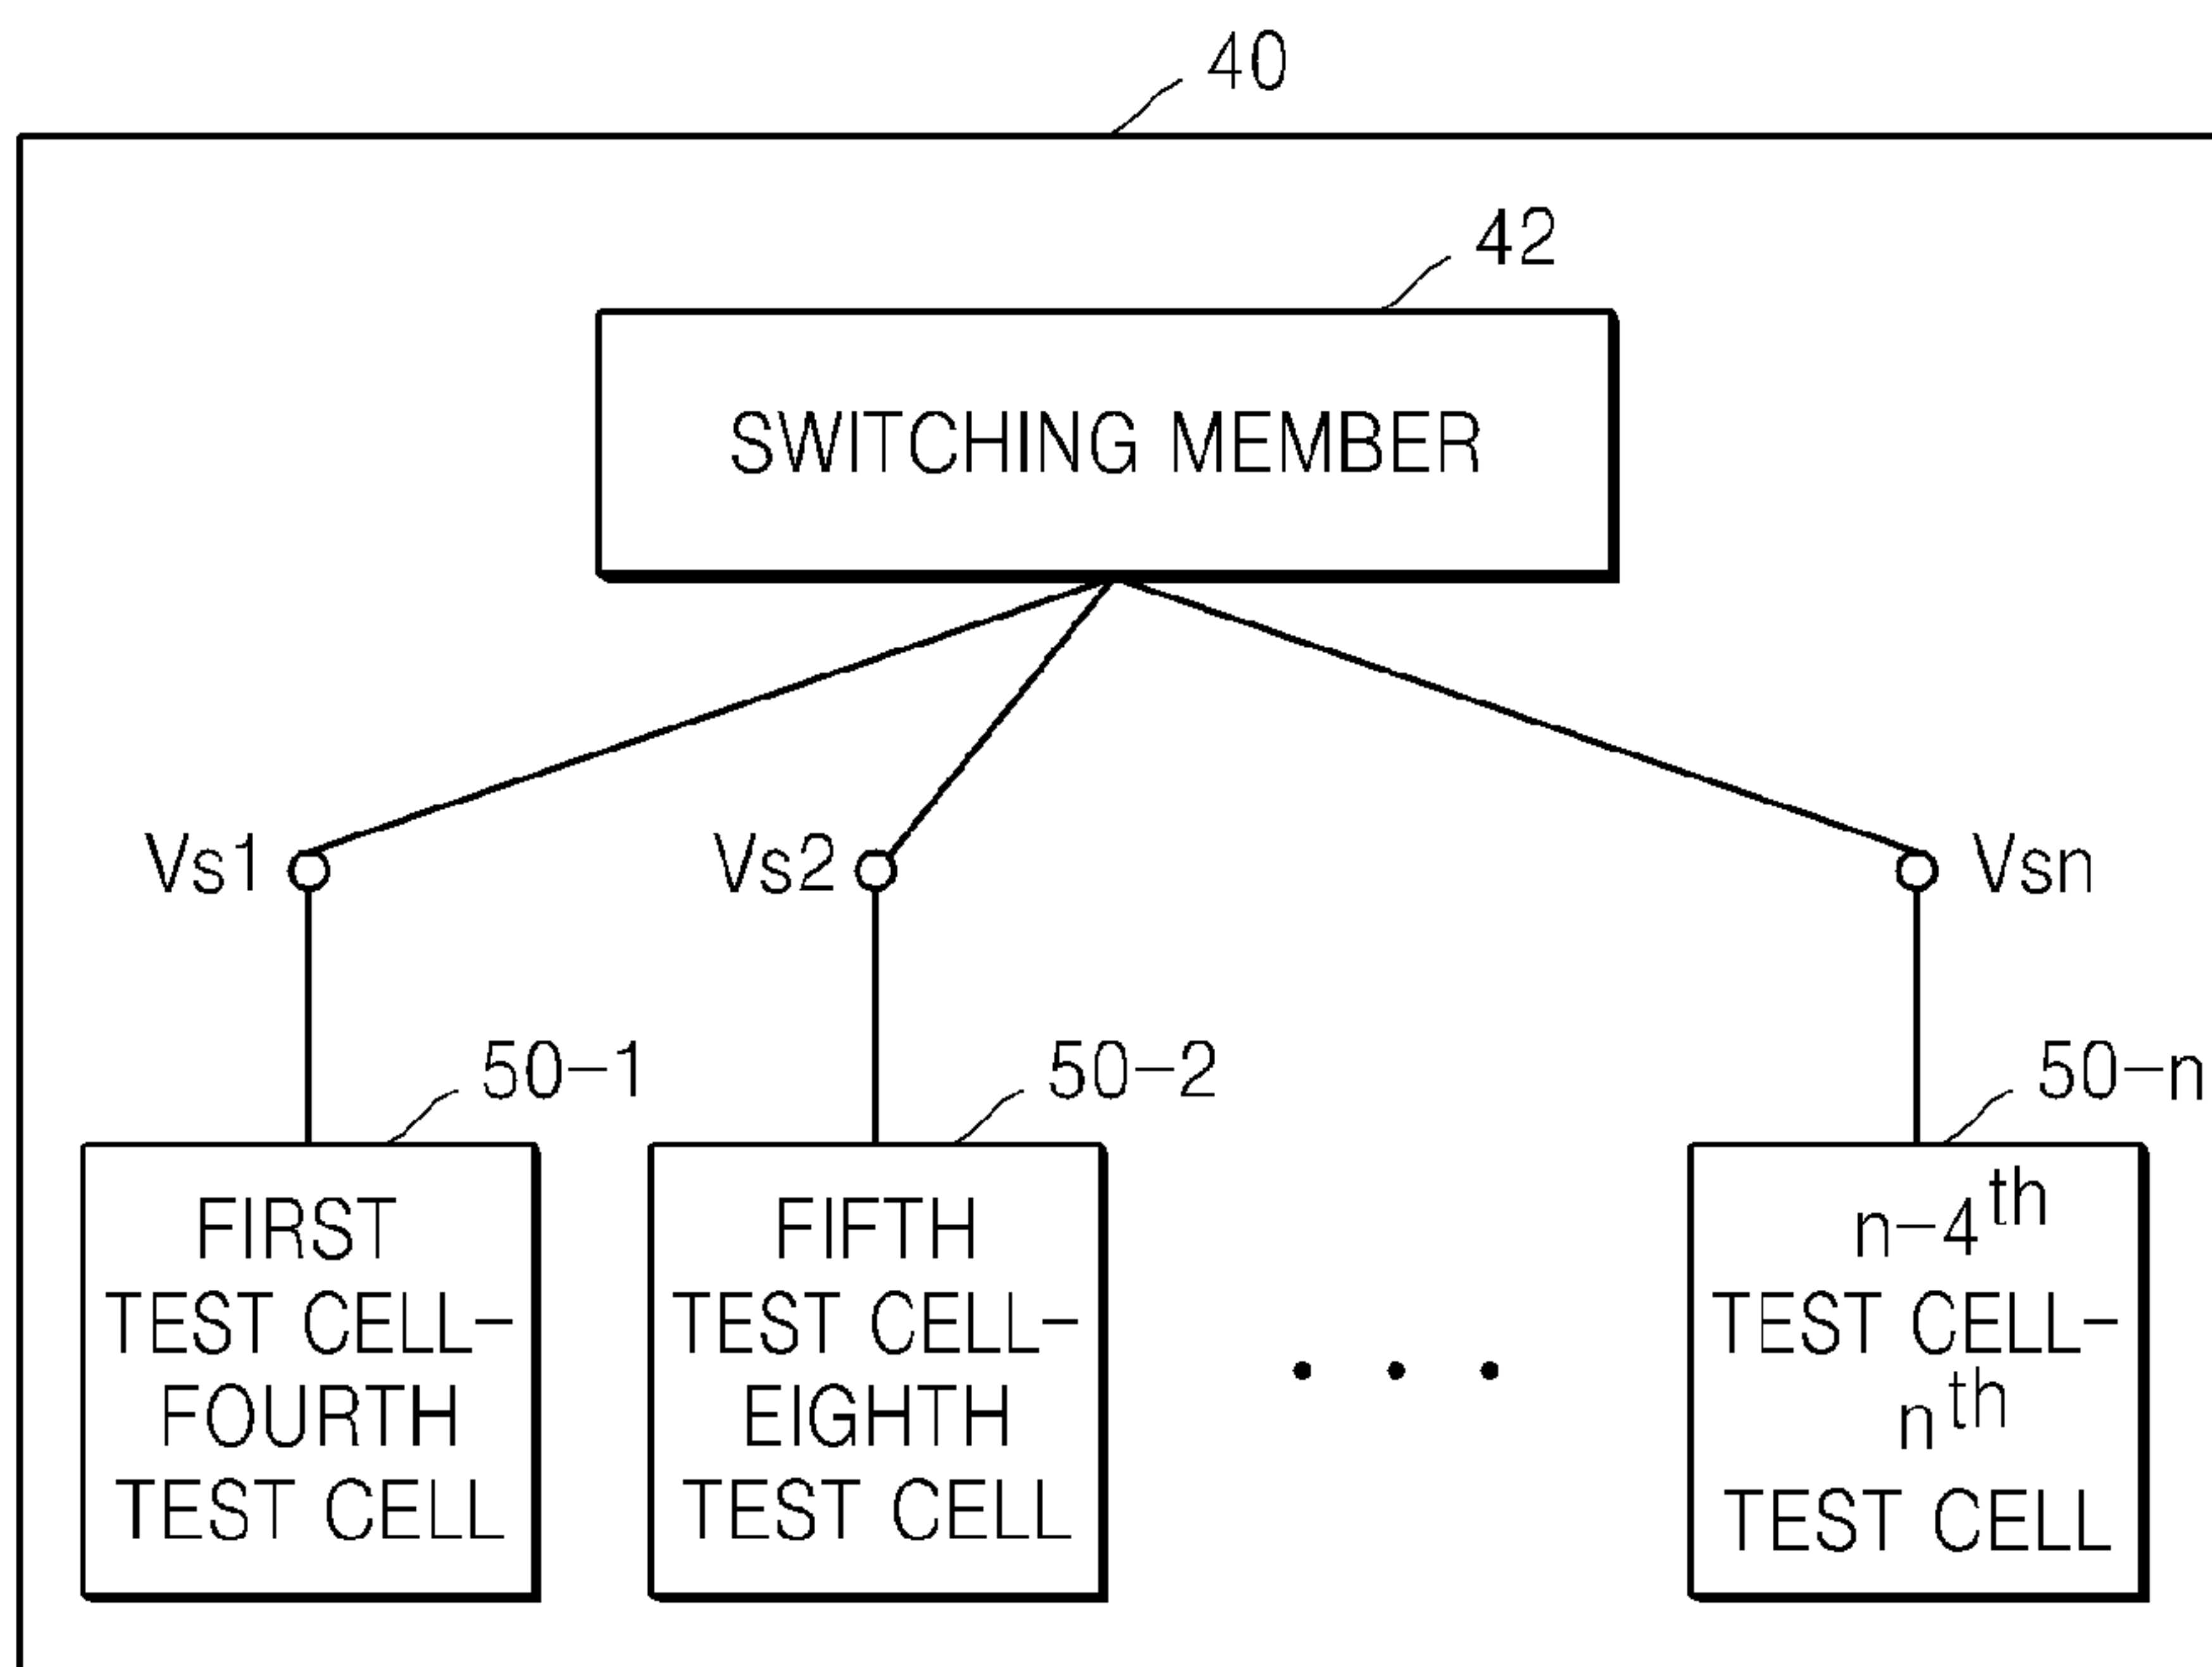 40
42
SWITCHING MEMBER
Vs1
Vs2
Vsn
50-1
50-2
50-n
FIRST
TEST CELL-
FOURTH
TEST CELL
FIFTH
TEST CELL-
EIGHTH
TEST CELL
n-4th
TEST CELL-
nth
TEST CELL